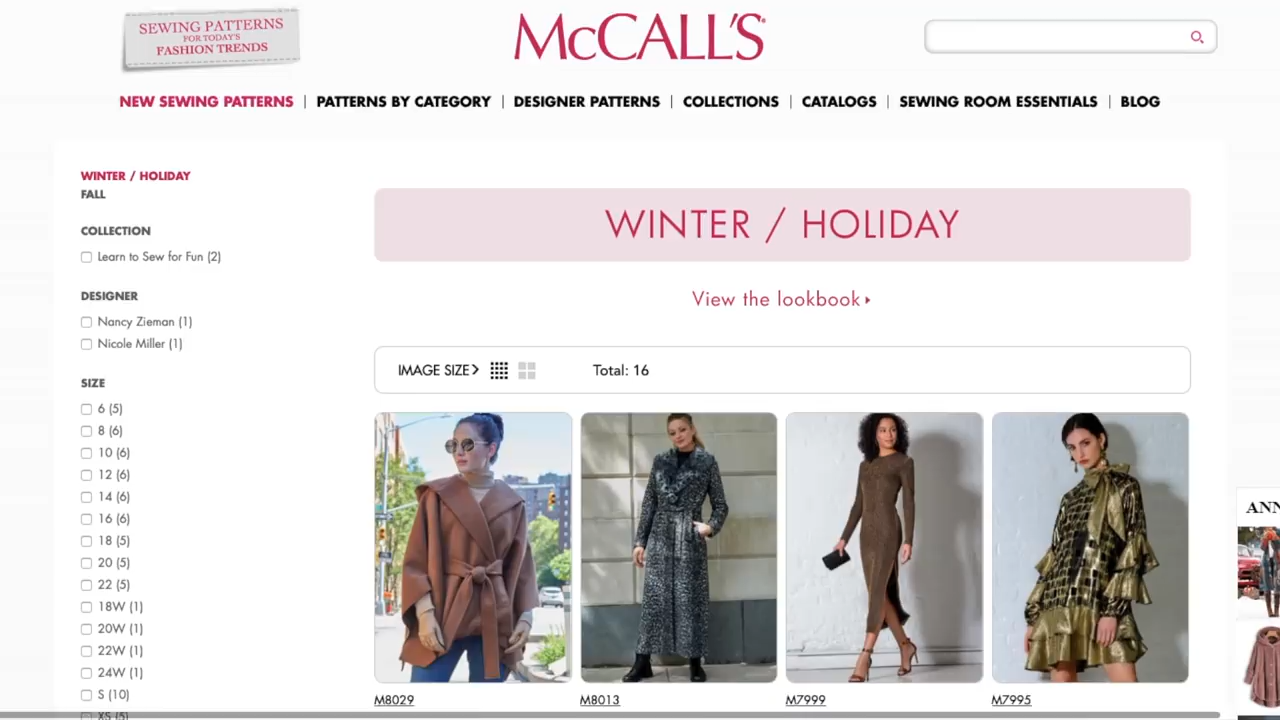 SEWING PATTERNS
FOR TODAY'S
FASHION TRENDS
McCALL'S
NEW SEWING PATTERNS | PATTERNS BY CATEGORY | DESIGNER PATTERNS | COLLECTIONS | CATALOGS | SEWING ROOM ESSENTIALS | BLOG
WINTER / HOLIDAY
FALL
COLLECTION
Learn to Sew for Fun (2)
DESIGNER
Nancy Zieman (1)
Nicole Miller (1)
SIZE
6 (5)
8 (6)
10 (6)
12 (6)
14 (6)
16 (6)
18 (5)
20 (5)
22 (5)
18W (1)
20W (1)
22W (1)
24W (1)
S (10)
XS (5)
WINTER / HOLIDAY
View the lookbook
IMAGE SIZE
Total: 16
M8029
M8013
M7999
M7995
ANN